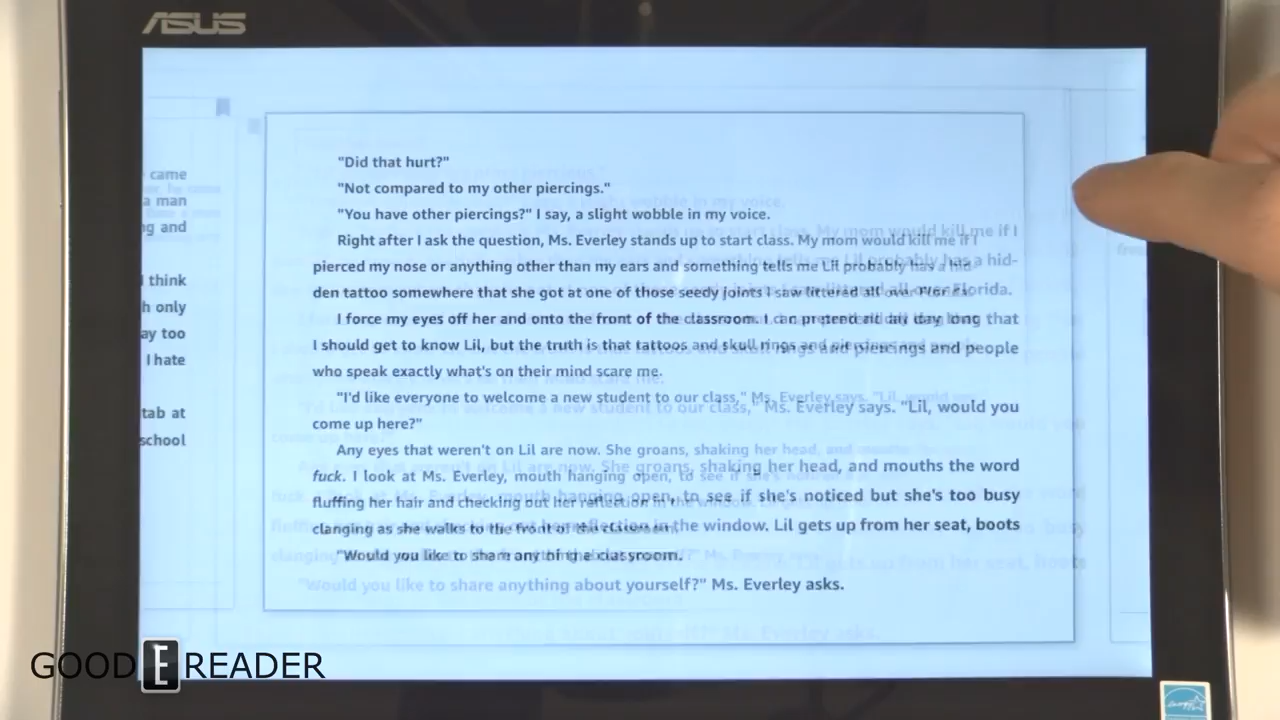 ASUS
came
a man
and
think
only
ay too
I hate
tab at
school
"Did that hurt?"
"Not compared to my other piercings."
"You have other piercings?" I say, a slight wobble in my voice.
Right after I ask the question, Ms. Everley stands up to start class. My mom would kill me if I
pierced my nose or anything other than my ears and something tells me Lil probably has a hid-
den tattoo somewhere that she got at one of those seedy joints I saw littered all over Florida.
I force my eyes off her and onto the front of the classroom. I can pretend all day long that
I should get to know Lil, but the truth is that tattoos and skull rings and piercings and people
who speak exactly what's on their mind scare me.
"I'd like everyone to welcome a new student to our class," Ms. Everley says. "Lil, would you
come up here?"
Any eyes that weren't on Lil are now. She groans, shaking her head, and mouths the word
fuck. I look at Ms. Everley, mouth hanging open, to see if she's noticed but she's too busy
fluffing her hair and checking out her reflection in the window. Lil gets up from her seat, boots
clanging as she walks to the front of the classroom.
"Would you like to share anything about yourself?" Ms. Everley asks.
GOOD E READER